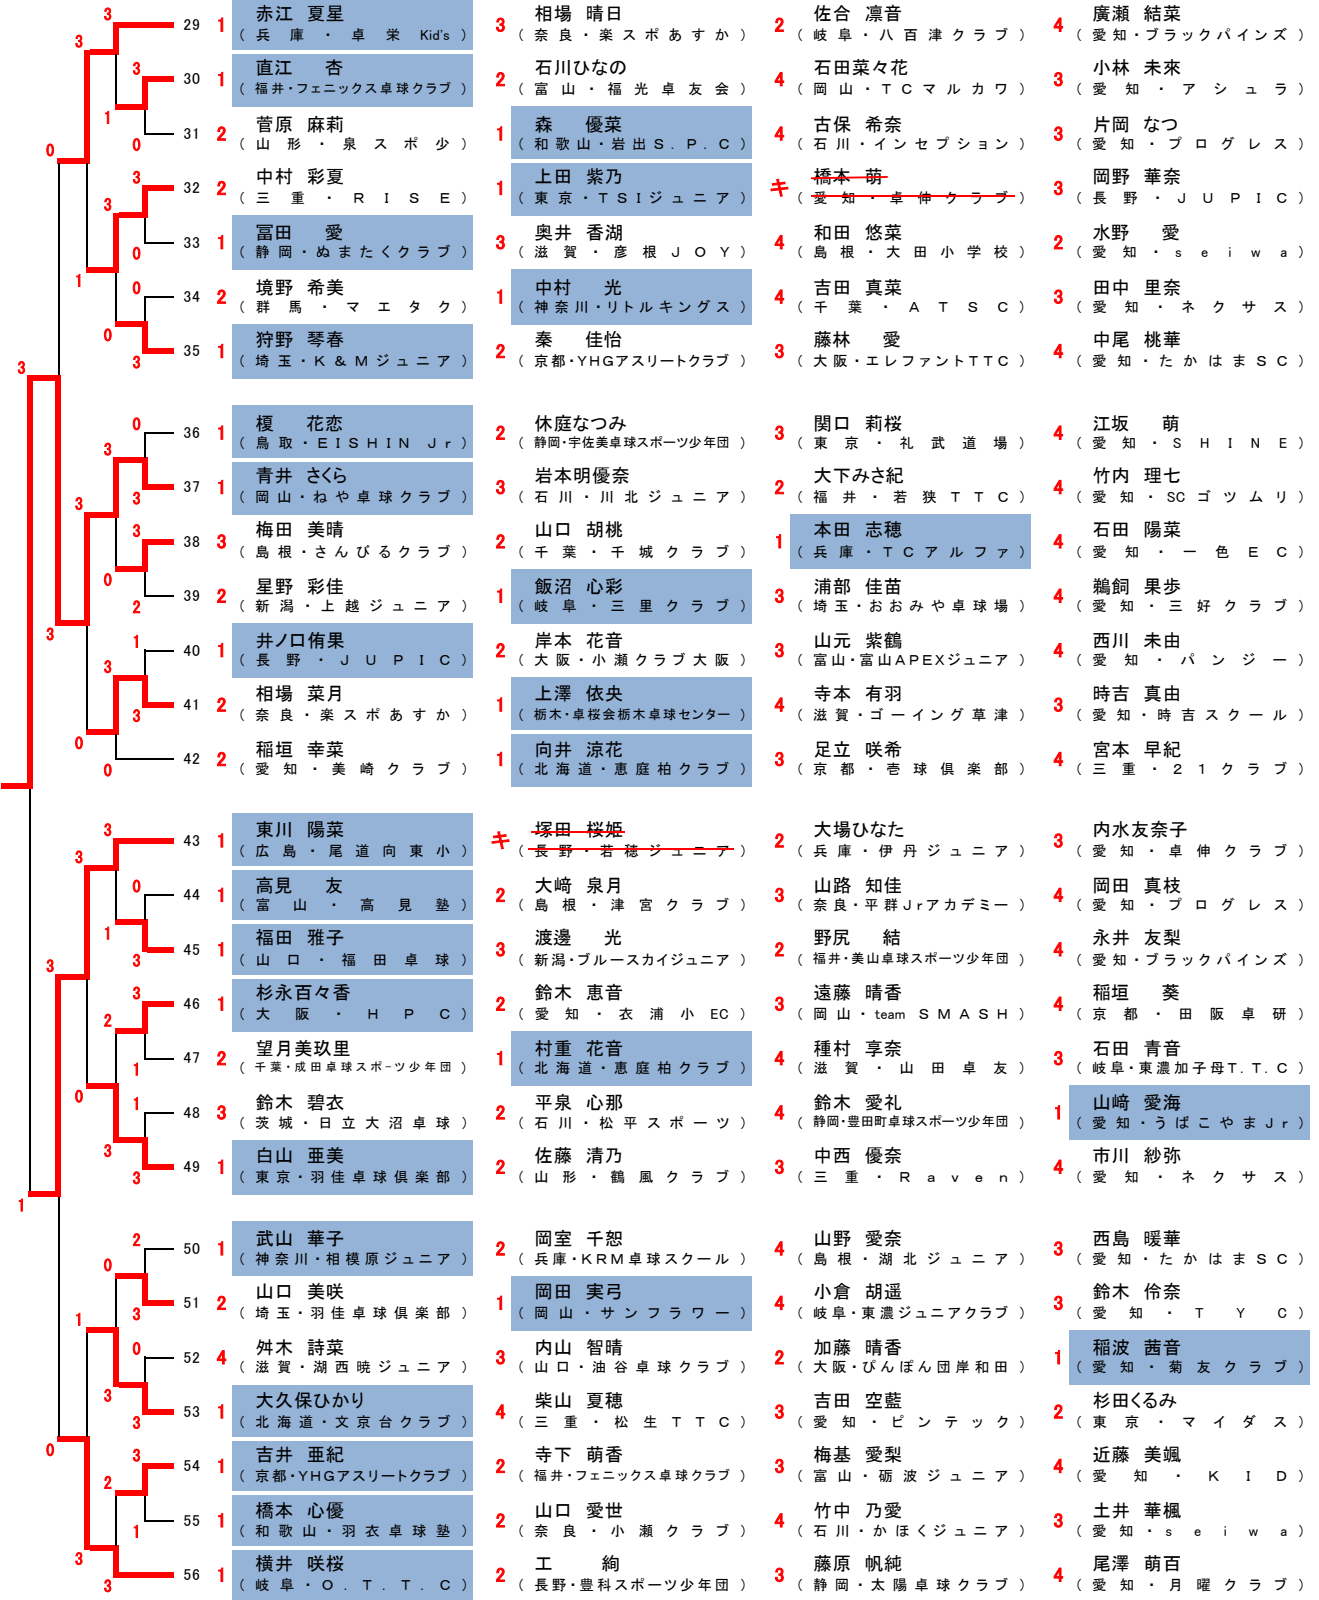 29 1 赤江 夏星 3 相場 晴日 2 佐合 凛音 4 廣瀬 結菜
(兵庫・卓栄 Kid's) (奈良・楽スポあすか) (岐阜・八百津クラブ) (愛知・ブラックパインズ)
30 1 直江 杏 2 石川ひなの 4 石田菜々花 3 小林 未來
(福井・フェニックス卓球クラブ) (富山・福光卓友会) (岡山・TCマルカワ) (愛知・アシュラ)
31 2 菅原 麻莉 1 森 優菜 4 古保 希奈 3 片岡 なつ
(山形・泉スポ少) (和歌山・岩出S.P.C) (石川・インセプション) (愛知・プログレス)
32 2 中村 彩夏 1 上田 紫乃 キ 橋本 萌 3 岡野 華奈
(三重・RISE) (東京・TSIジュニア) (愛知・卓伸クラブ) (長野・JUPIC)
33 1 冨田 愛 3 奥井 香湖 4 和田 悠菜 2 水野 愛
(静岡・ぬまたくクラブ) (滋賀・彦根JOY) (島根・大田小学校) (愛知・seiwa)
34 2 境野 希美 1 中村 光 4 吉田 真菜 3 田中 里奈
(群馬・マエタク) (神奈川・リトルキングス) (千葉・ATSC) (愛知・ネクサス)
35 1 狩野 琴春 2 秦 佳怡 3 藤林 愛 4 中尾 桃華
(埼玉・K&Mジュニア) (京都・YHGアスリートクラブ) (大阪・エレファントTTC) (愛知・たかはまSC)
36 1 榎 花恋 2 休庭なつみ 3 関口 莉桜 4 江坂 萌
(鳥取・EISHIN Jr) (静岡・宇佐美卓球スポーツ少年団) (東京・礼武道場) (愛知・SHINE)
37 1 青井 さくら 3 岩本明優奈 2 大下みさ紀 4 竹内 理七
(岡山・ねや卓球クラブ) (石川・川北ジュニア) (福井・若狭TTC) (愛知・SCゴツムリ)
38 3 梅田 美晴 2 山口 胡桃 1 本田 志穂 4 石田 陽菜
(島根・さんびるクラブ) (千葉・千城クラブ) (兵庫・TCアルファ) (愛知・一色EC)
39 2 星野 彩佳 1 飯沼 心彩 3 浦部 佳苗 4 鵜飼 果歩
(新潟・上越ジュニア) (岐阜・三里クラブ) (埼玉・おおみや卓球場) (愛知・三好クラブ)
40 1 井ノ口侑果 2 岸本 花音 3 山元 紫鶴 4 西川 未由
(長野・JUPIC) (大阪・小瀬クラブ大阪) (富山・富山APEXジュニア) (愛知・パンジー)
41 2 相場 菜月 1 上澤 依央 4 寺本 有羽 3 時吉 真由
(奈良・楽スポあすか) (栃木・卓桜会栃木卓球センター) (滋賀・ゴーイング草津) (愛知・時吉スクール)
42 2 稲垣 幸菜 1 向井 涼花 3 足立 咲希 4 宮本 早紀
(愛知・美崎クラブ) (北海道・恵庭柏クラブ) (京都・壱球倶楽部) (三重・21クラブ)
43 1 東川 陽菜 キ 塚田 桜姫 2 大場ひなた 3 内水友奈子
(広島・尾道向東小) (長野・若穂ジュニア) (兵庫・伊丹ジュニア) (愛知・卓伸クラブ)
44 1 高見 友 2 大﨑 泉月 3 山路 知佳 4 岡田 真枝
(富山・高見塾) (島根・津宮クラブ) (奈良・平群Jrアカデミー) (愛知・プログレス)
45 1 福田 雅子 3 渡邊 光 2 野尻 結 4 永井 友梨
(山口・福田卓球) (新潟・ブルースカイジュニア) (福井・美山卓球スポーツ少年団) (愛知・ブラックパインズ)
46 1 杉永百々香 2 鈴木 恵音 3 遠藤 晴香 4 稲垣 葵
(大阪・HPC) (愛知・衣浦小EC) (岡山・team SMASH) (京都・田阪卓研)
47 2 望月美玖里 1 村重 花音 4 種村 享奈 3 石田 青音
(千葉・成田卓球スポーツ少年団) (北海道・恵庭柏クラブ) (滋賀・山田卓友) (岐阜・東濃加子母T.T.C)
48 3 鈴木 碧衣 2 平泉 心那 4 鈴木 愛礼 1 山﨑 愛海
(茨城・日立大沼卓球) (石川・松平スポーツ) (静岡・豊田町卓球スポーツ少年団) (愛知・うぱこやまJr)
49 1 白山 亜美 2 佐藤 清乃 3 中西 優奈 4 市川 紗弥
(東京・羽佳卓球倶楽部) (山形・鶴風クラブ) (三重・Raven) (愛知・ネクサス)
50 1 武山 華子 2 岡室 千恕 4 山野 愛奈 3 西島 暖華
(神奈川・相模原ジュニア) (兵庫・KRM卓球スクール) (島根・湖北ジュニア) (愛知・たかはまSC)
51 2 山口 美咲 1 岡田 実弓 4 小倉 胡遥 3 鈴木 伶奈
(埼玉・羽佳卓球倶楽部) (岡山・サンフラワー) (岐阜・東濃ジュニアクラブ) (愛知・TYC)
52 4 舛木 詩菜 3 内山 智晴 2 加藤 晴香 1 稲波 茜音
(滋賀・湖西暁ジュニア) (山口・油谷卓球クラブ) (大阪・ぴんぽん団岸和田) (愛知・菊友クラブ)
53 1 大久保ひかり 4 柴山 夏穂 3 吉田 空藍 2 杉田くるみ
(北海道・文京台クラブ) (三重・松生TTC) (愛知・ピンテック) (東京・マイダス)
54 1 吉井 亜紀 2 寺下 萌香 3 梅基 愛梨 4 近藤 美颯
(京都・YHGアスリートクラブ) (福井・フェニックス卓球クラブ) (富山・砺波ジュニア) (愛知・KID)
55 1 橋本 心優 2 山口 愛世 4 竹中 乃愛 3 土井 華楓
(和歌山・羽衣卓球塾) (奈良・小瀬クラブ) (石川・かほくジュニア) (愛知・seiwa)
56 1 横井 咲桜 2 工 絢 3 藤原 帆純 4 尾澤 萌百
(岐阜・O.T.T.C) (長野・豊科スポーツ少年団) (静岡・太陽卓球クラブ) (愛知・月曜クラブ)